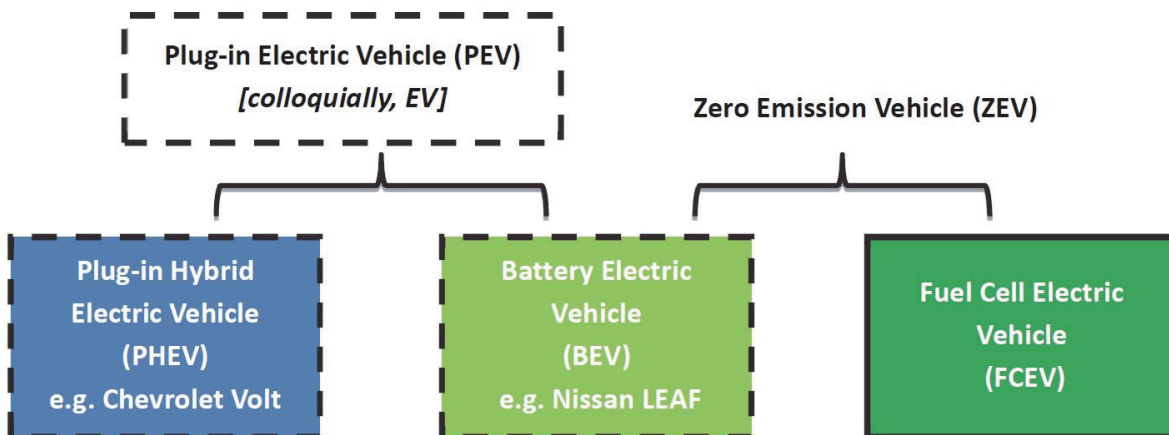 Plug-in Electric Vehicle (PEV)
[colloquially, EV]
Zero Emission Vehicle (ZEV)
Plug-in Hybrid
Electric Vehicle
(PHEV)
e.g. Chevrolet Volt
Battery Electric
Vehicle
(BEV)
e.g. Nissan LEAF
Fuel Cell Electric
Vehicle
(FCEV)